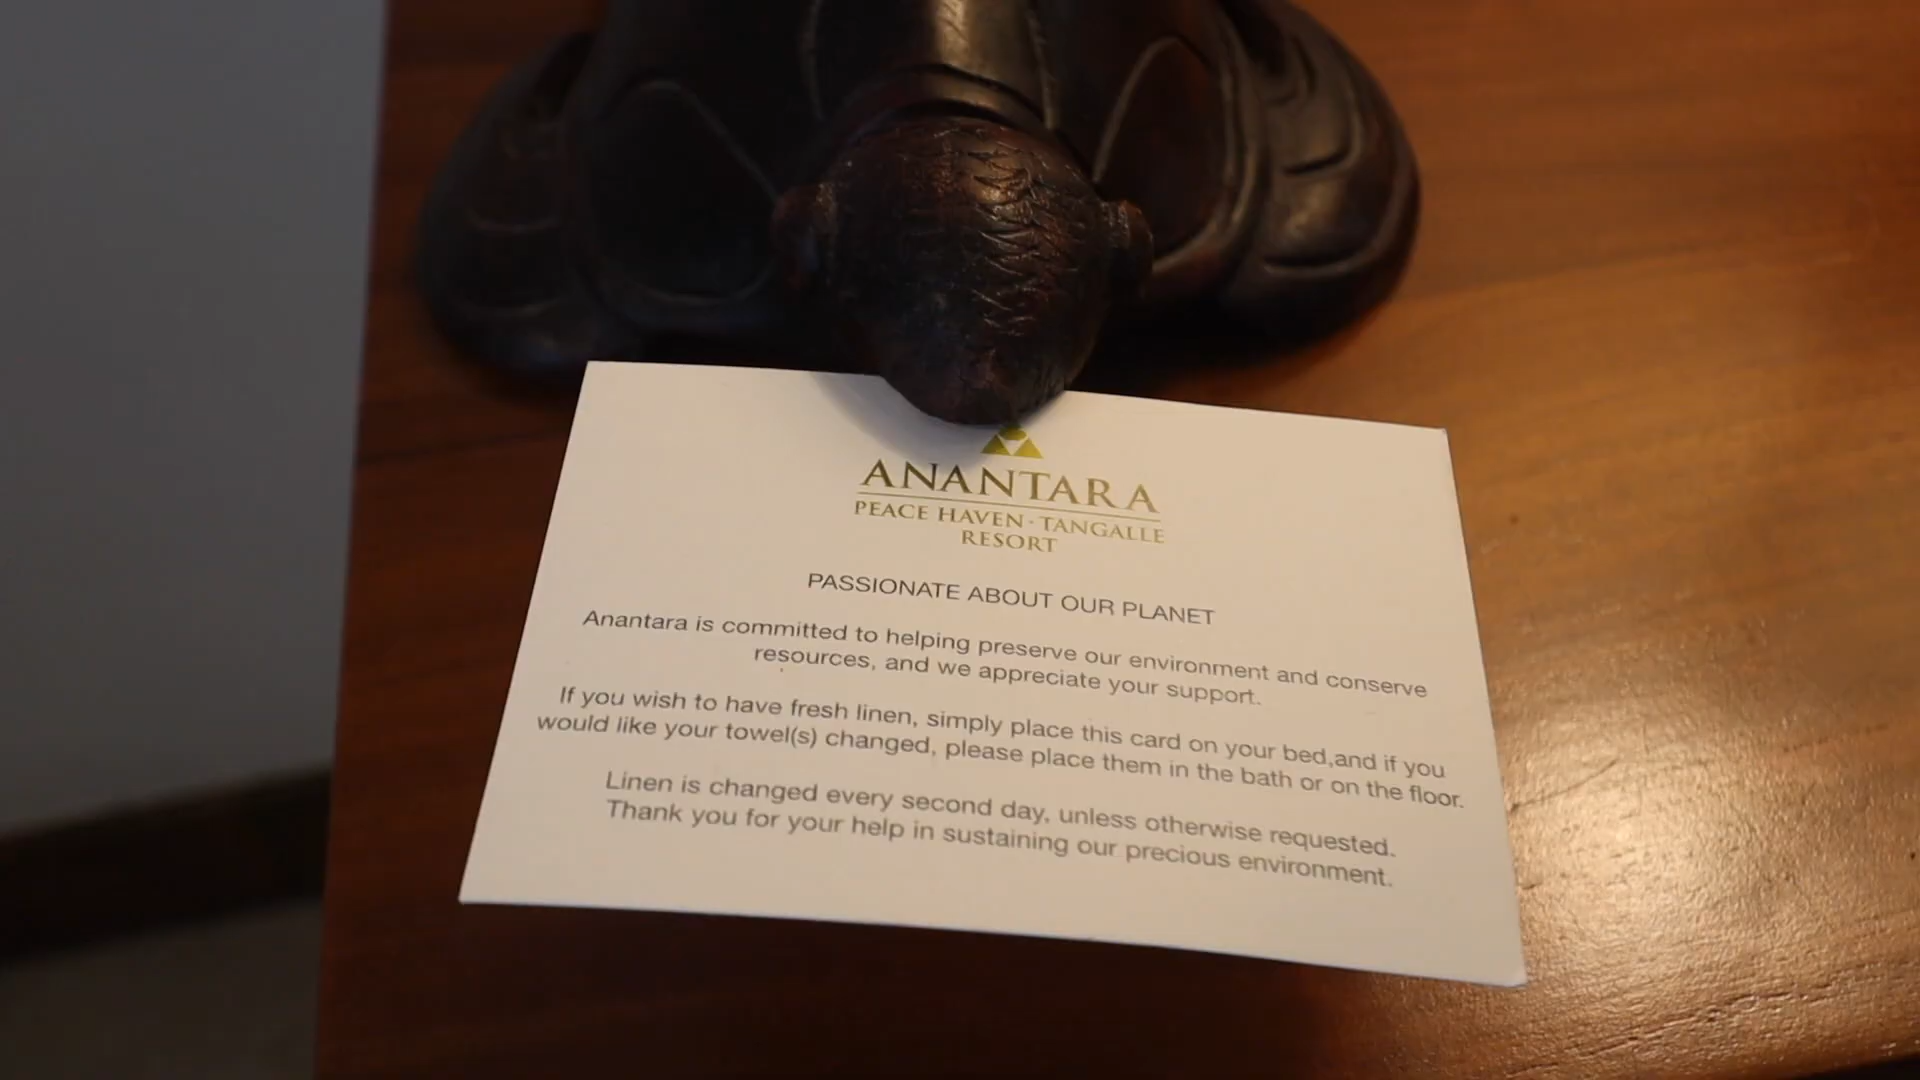 ANANTARA
PEACE HAVEN · TANGALLE
RESORT
PASSIONATE ABOUT OUR PLANET
Anantara is committed to helping preserve our environment and conserve
resources, and we appreciate your support.
If you wish to have fresh linen, simply place this card on your bed,and if you
would like your towel(s) changed, please place them in the bath or on the floor.
Linen is changed every second day, unless otherwise requested.
Thank you for your help in sustaining our precious environment.